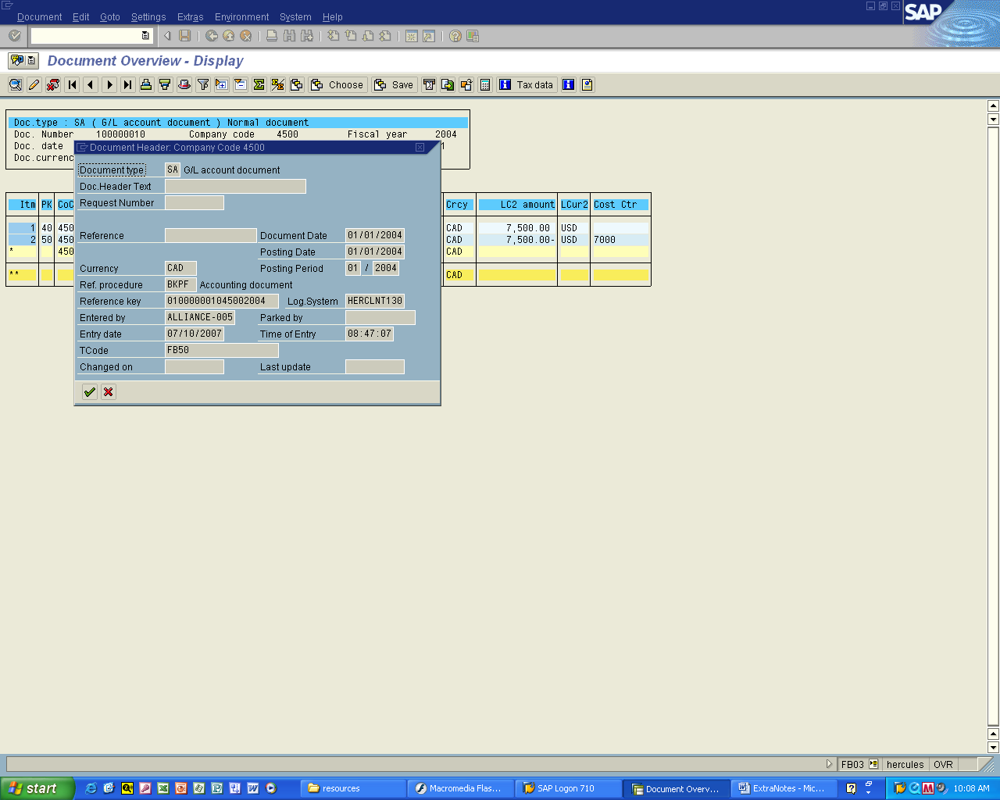 Document Edit Goto Settings Extras Environment System Help
SAP
Document Overview - Display
Choose Save Tax data
Doc.type : SA ( G/L account document ) Normal document
Doc. Number 100000010 Company code 4500 Fiscal year 2004
Doc. date
Doc.currenc
Document Header: Company Code 4500
Document type SA G/L account document
Doc.Header Text
Request Number
Reference Document Date 01/01/2004
Posting Date 01/01/2004
Currency CAD Posting Period 01 / 2004
Ref. procedure BKPF Accounting document
Reference key 010000001045002004 Log.System HERCLNT130
Entered by ALLIANCE-005 Parked by
Entry date 07/10/2007 Time of Entry 08:47:07
TCode FB50
Changed on Last update
Itm PK CoC Crcy LC2 amount LCur2 Cost Ctr
1 40 450 CAD 7,500.00 USD
2 50 450 CAD 7,500.00- USD 7000
* 450 CAD
** CAD
FB03 hercules OVR
start resources Macromedia Flas... SAP Logon 710 Document Overv... ExtraNotes - Mic... 10:08 AM